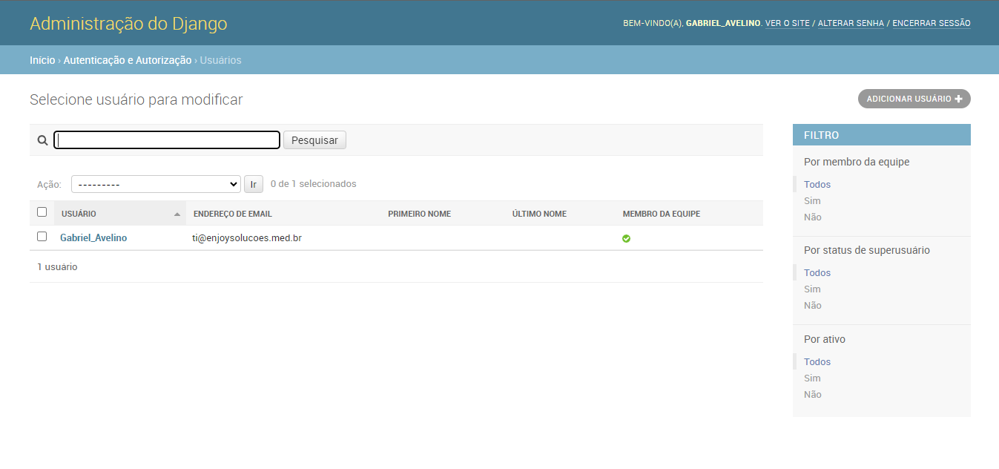 Administração do Django
BEM-VINDO(A), GABRIEL_AVELINO. VER O SITE / ALTERAR SENHA / ENCERRAR SESSÃO
Início › Autenticação e Autorização › Usuários
Selecione usuário para modificar
ADICIONAR USUÁRIO
Pesquisar
Ação: --------- Ir 0 de 1 selecionados
USUÁRIO ENDEREÇO DE EMAIL PRIMEIRO NOME ÚLTIMO NOME MEMBRO DA EQUIPE
Gabriel_Avelino ti@enjoysolucoes.med.br
1 usuário
FILTRO
Por membro da equipe
Todos
Sim
Não
Por status de superusuário
Todos
Sim
Não
Por ativo
Todos
Sim
Não